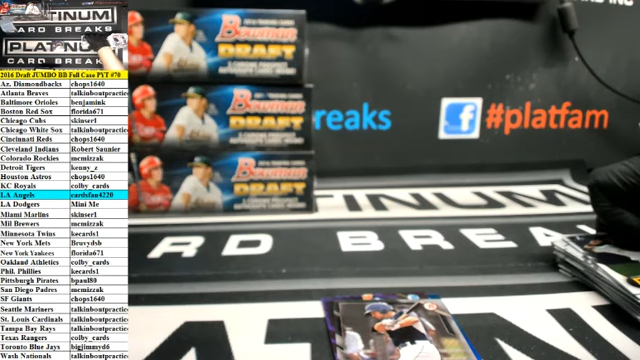 PLATINUM
CARD BREAKS
PLATINUM
CARD BREAKS
2016 Draft JUMBO BB Full Case PYT #70
Az. Diamondbacks chops1640
Atlanta Braves talkinboutpractice
Baltimore Orioles benjamink
Boston Red Sox florida671
Chicago Cubs skinser1
Chicago White Sox talkinboutpractice
Cincinnati Reds chops1640
Cleveland Indians Robert Saunier
Colorado Rockies mcmizzak
Detroit Tigers kenny_z
Houston Astros chops1640
KC Royals colby_cards
LA Angels cardsfan4220
LA Dodgers Mini Me
Miami Marlins skinser1
Mil Brewers mcmizzak
Minnesota Twins kecards1
New York Mets Bruvydsb
New York Yankees florida671
Oakland Athletics colby_cards
Phil. Phillies kecards1
Pittsburgh Pirates bpaul80
San Diego Padres mcmizzak
SF Giants chops1640
Seattle Mariners talkinboutpractice
St. Louis Cardinals talkinboutpractice
Tampa Bay Rays talkinboutpractice
Texas Rangers colby_cards
Toronto Blue Jays bigjimmyd6
Wash Nationals talkinboutpractice
Bowman
DRAFT
Bowman
DRAFT
Bowman
DRAFT
reaks
f #platfam
TINUM
RD BREA